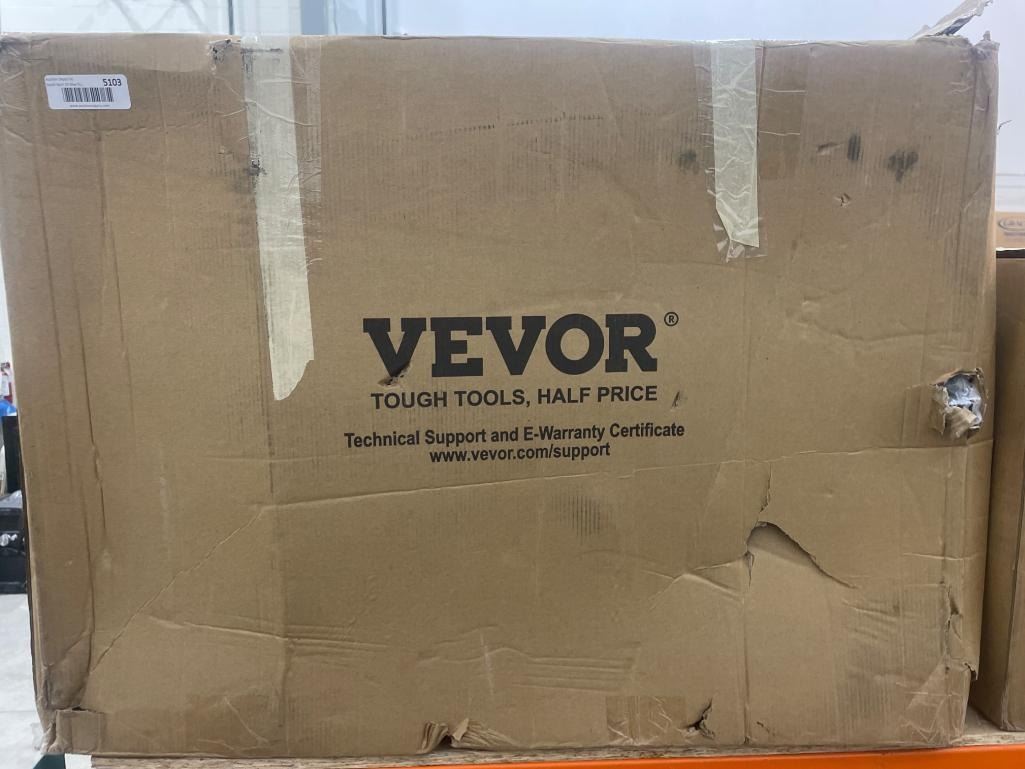 5103
VEVOR®
TOUGH TOOLS, HALF PRICE
Technical Support and E-Warranty Certificate
www.vevor.com/support